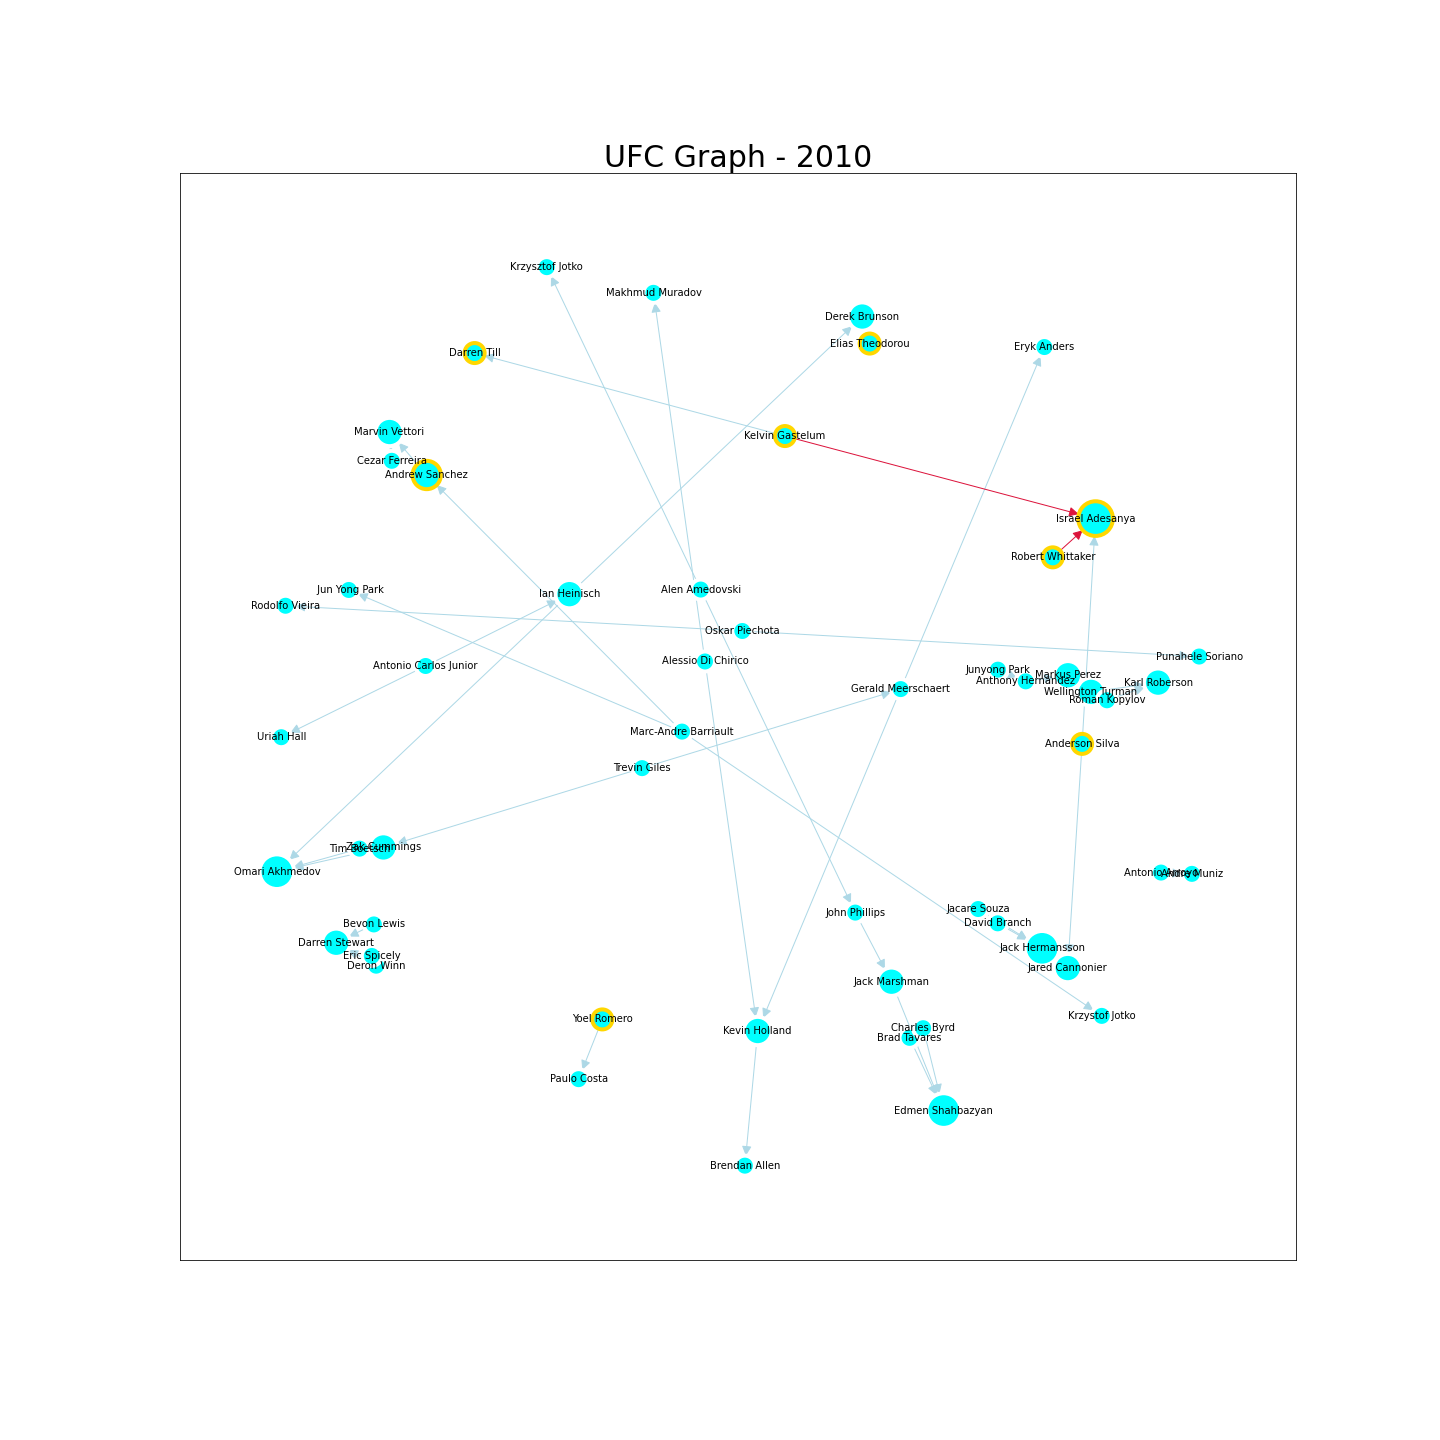 UFC Graph - 2010
Krzysztof Jotko
Makhmud Muradov
Derek Brunson
Elias Theodorou
Eryk Anders
Darren Till
Marvin Vettori
Kelvin Gastelum
Cezar Ferreira
Andrew Sanchez
Israel Adesanya
Robert Whittaker
Jun Yong Park
Ian Heinisch
Alen Amedovski
Rodolfo Vieira
Oskar Piechota
Antonio Carlos Junior
Alessio Di Chirico
Punahele Soriano
Junyong Park
Markus Perez
Anthony Hernandez
Karl Roberson
Gerald Meerschaert
Wellington Turman
Roman Kopylov
Uriah Hall
Marc-Andre Barriault
Anderson Silva
Trevin Giles
Zak Cummings
Tim Boetsch
Omari Akhmedov
Antonio Arroyo
Andre Muniz
Bevon Lewis
John Phillips
Jacare Souza
David Branch
Darren Stewart
Jack Hermansson
Eric Spicely
Deron Winn
Jared Cannonier
Jack Marshman
Yoel Romero
Krzystof Jotko
Kevin Holland
Charles Byrd
Brad Tavares
Paulo Costa
Edmen Shahbazyan
Brendan Allen